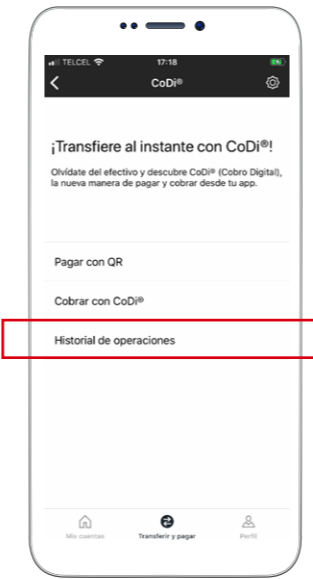 TELCEL 17:18
CoDi®
¡Transfiere al instante con CoDi®!
Olvídate del efectivo y descubre CoDi® (Cobro Digital),
la nueva manera de pagar y cobrar desde tu app.
Pagar con QR
Cobrar con CoDi®
Historial de operaciones
Mis cuentas Transferir y pagar Perfil